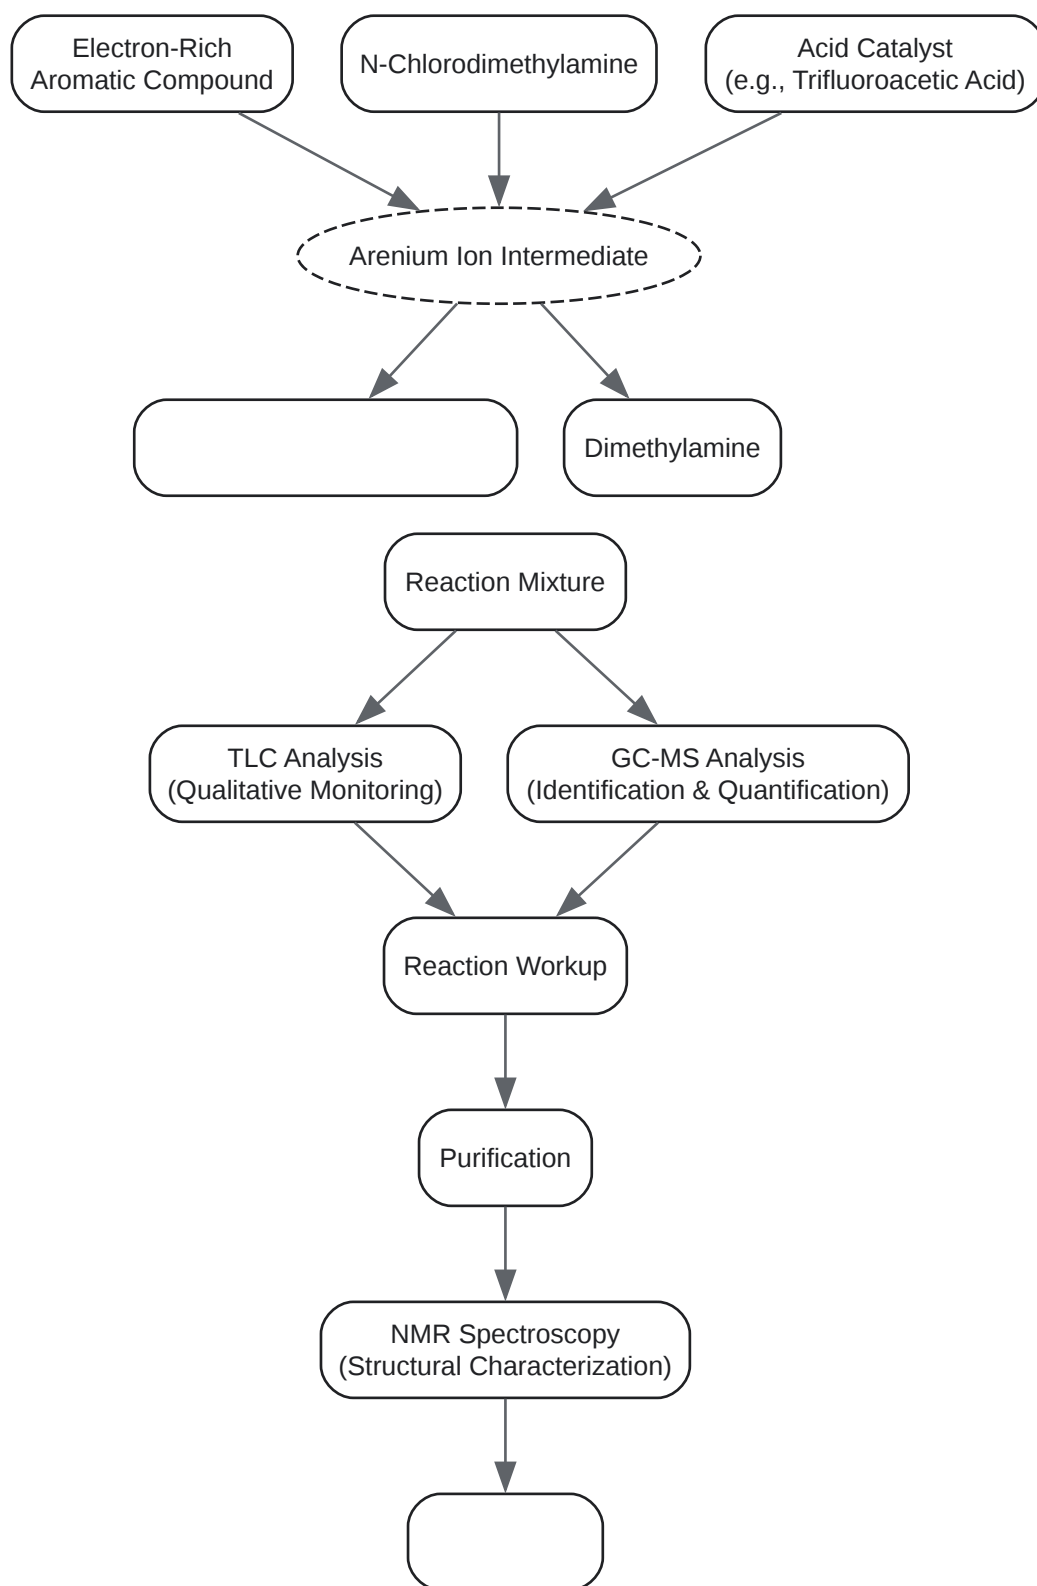 Electron-Rich
Aromatic Compound
N-Chlorodimethylamine
Acid Catalyst
(e.g., Trifluoroacetic Acid)
Arenium Ion Intermediate
Dimethylamine
Reaction Mixture
TLC Analysis
(Qualitative Monitoring)
GC-MS Analysis
(Identification & Quantification)
Reaction Workup
Purification
NMR Spectroscopy
(Structural Characterization)